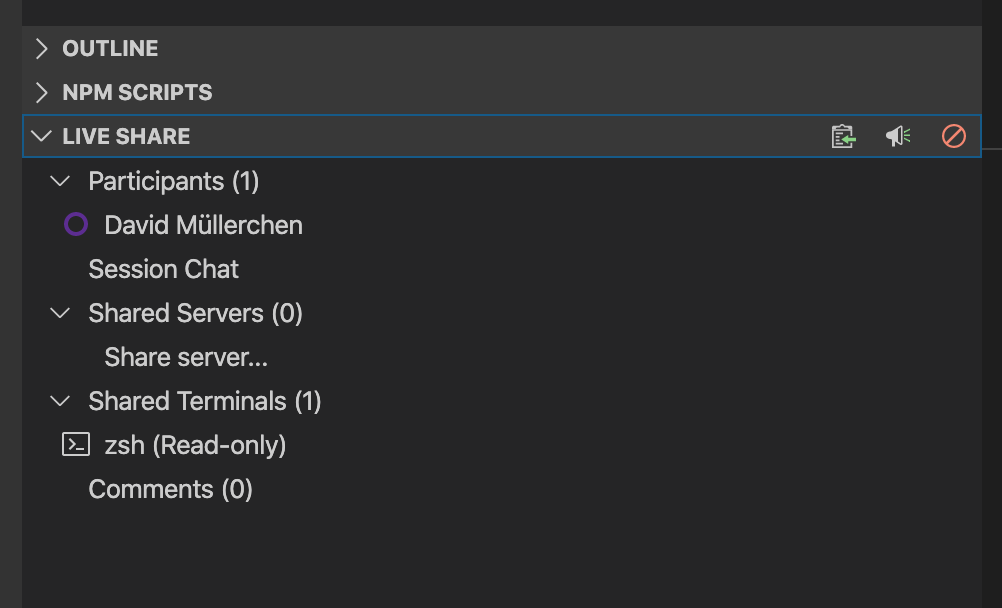 OUTLINE
NPM SCRIPTS
LIVE SHARE
Participants (1)
David Müllerchen
Session Chat
Shared Servers (0)
Share server...
Shared Terminals (1)
zsh (Read-only)
Comments (0)